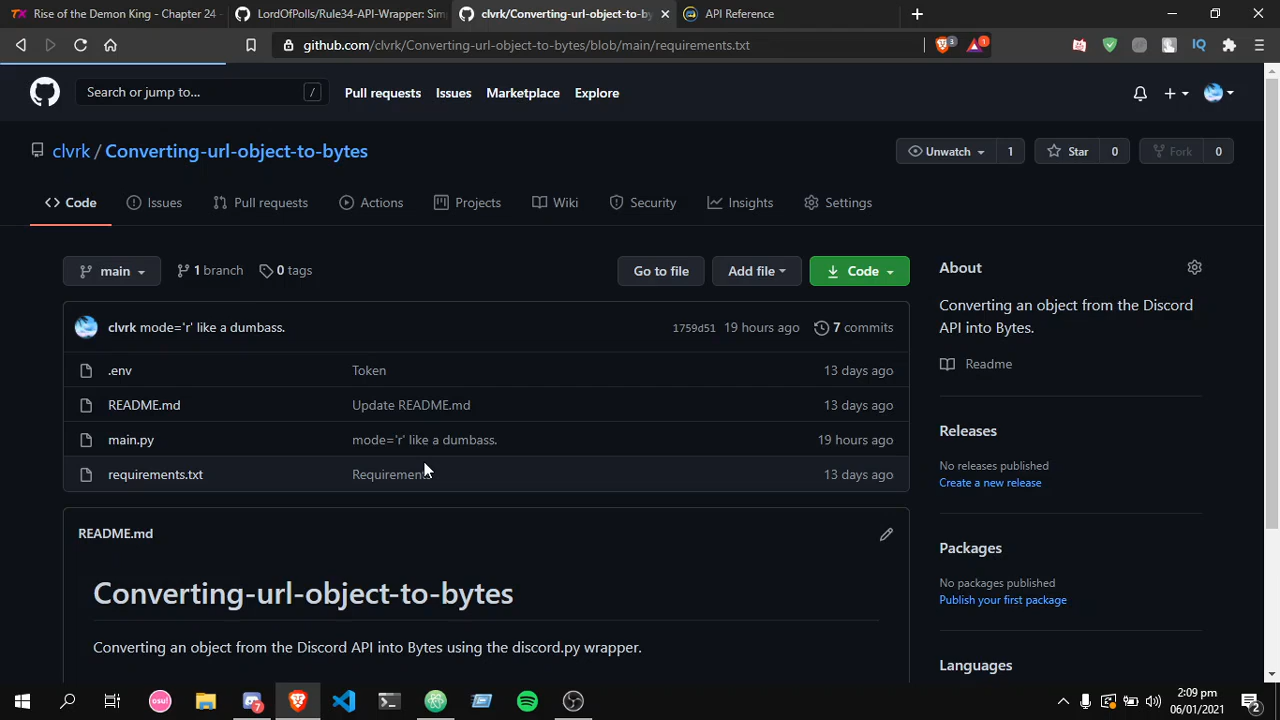 Rise of the Demon King - Chapter 24
LordOfPolls/Rule34-API-Wrapper: Sim
clvrk/Converting-url-object-to-by
API Reference
github.com/clvrk/Converting-url-object-to-bytes/blob/main/requirements.txt
3
1
IQ
Search or jump to...
/
Pull requests
Issues
Marketplace
Explore
clvrk / Converting-url-object-to-bytes
Unwatch
1
Star
0
Fork
0
Code
Issues
Pull requests
Actions
Projects
Wiki
Security
Insights
Settings
main
1 branch
0 tags
Go to file
Add file
Code
About
Converting an object from the Discord
API into Bytes.
Readme
clvrk mode='r' like a dumbass.
1759d51
19 hours ago
7 commits
.env
Token
13 days ago
README.md
Update README.md
13 days ago
main.py
mode='r' like a dumbass.
19 hours ago
requirements.txt
Requirements
13 days ago
Releases
No releases published
Create a new release
README.md
Converting-url-object-to-bytes
Converting an object from the Discord API into Bytes using the discord.py wrapper.
Packages
No packages published
Publish your first package
Languages
osu!
7
2:09 pm
06/01/2021
2